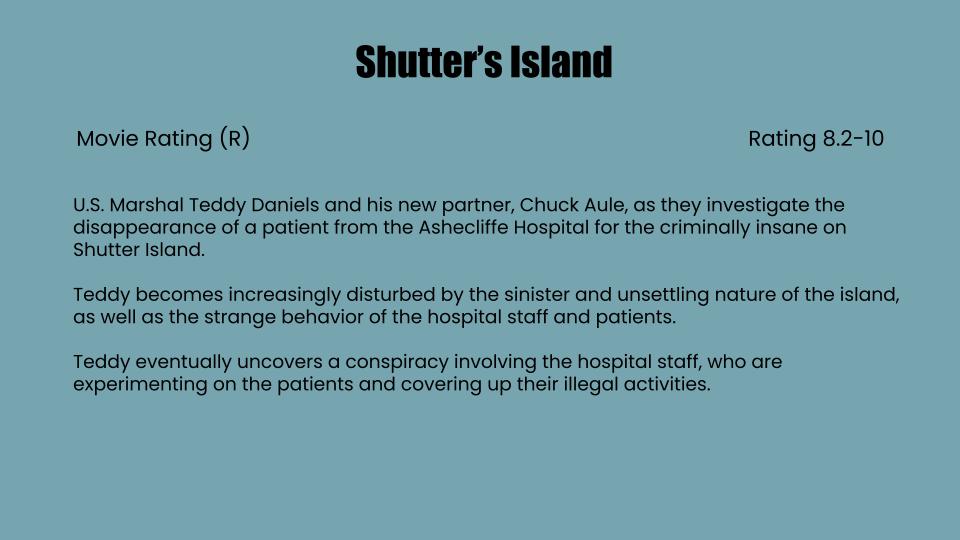 Shutter’s Island
Movie Rating (R)
Rating 8.2-10
U.S. Marshal Teddy Daniels and his new partner, Chuck Aule, as they investigate the
disappearance of a patient from the Ashecliffe Hospital for the criminally insane on
Shutter Island.
Teddy becomes increasingly disturbed by the sinister and unsettling nature of the island,
as well as the strange behavior of the hospital staff and patients.
Teddy eventually uncovers a conspiracy involving the hospital staff, who are
experimenting on the patients and covering up their illegal activities.